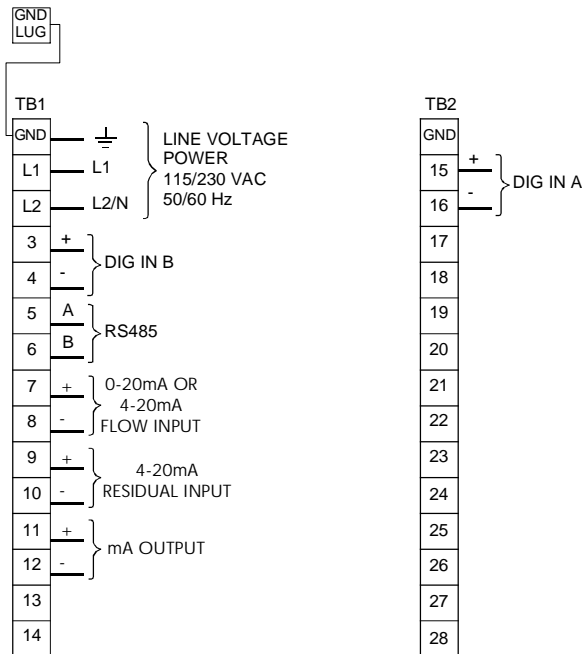 GND
LUG
TB1
GND
L1 L1
L2 L2/N
LINE VOLTAGE
POWER
115/230 VAC
50/60 Hz
3 +
4 -
DIG IN B
5 A
6 B
RS485
7 +
8 -
0-20mA OR
4-20mA
FLOW INPUT
9 +
10 -
4-20mA
RESIDUAL INPUT
11 +
12 -
mA OUTPUT
13
14
TB2
GND
15 +
16 -
DIG IN A
17
18
19
20
21
22
23
24
25
26
27
28